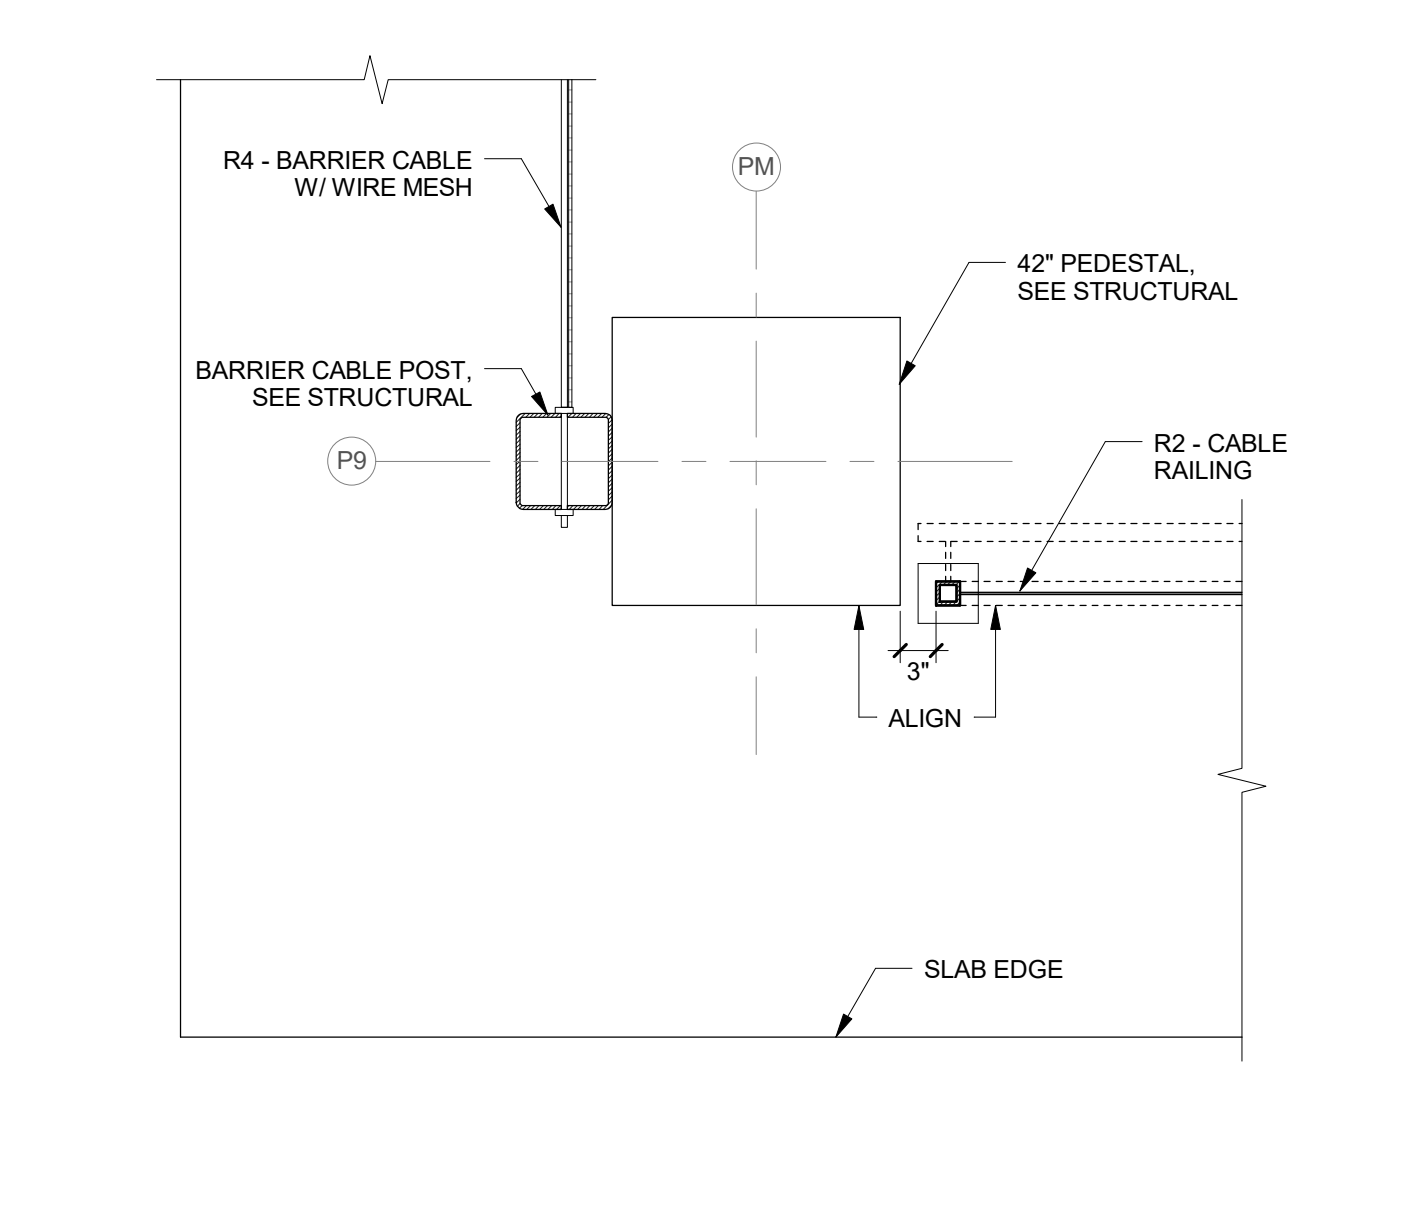 R4 - BARRIER CABLE
W/ WIRE MESH
PM
42" PEDESTAL,
SEE STRUCTURAL
BARRIER CABLE POST,
SEE STRUCTURAL
P9
R2 - CABLE
RAILING
3"
ALIGN
SLAB EDGE